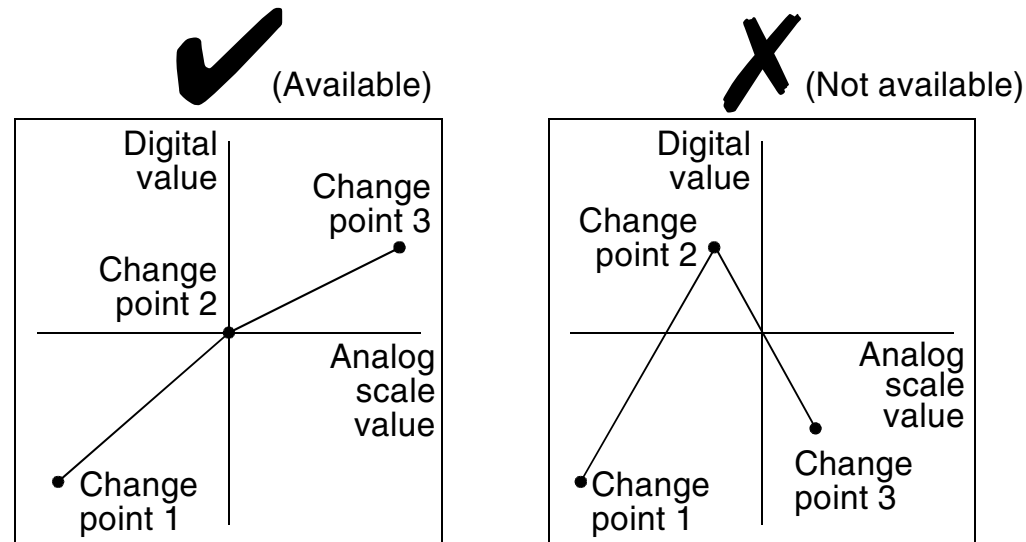 (Available)
Digital
value
Change
point 3
Change
point 2
Analog
scale
value
Change
point 1
(Not available)
Digital
value
Change
point 2
Analog
scale
value
Change
point 3
Change
point 1